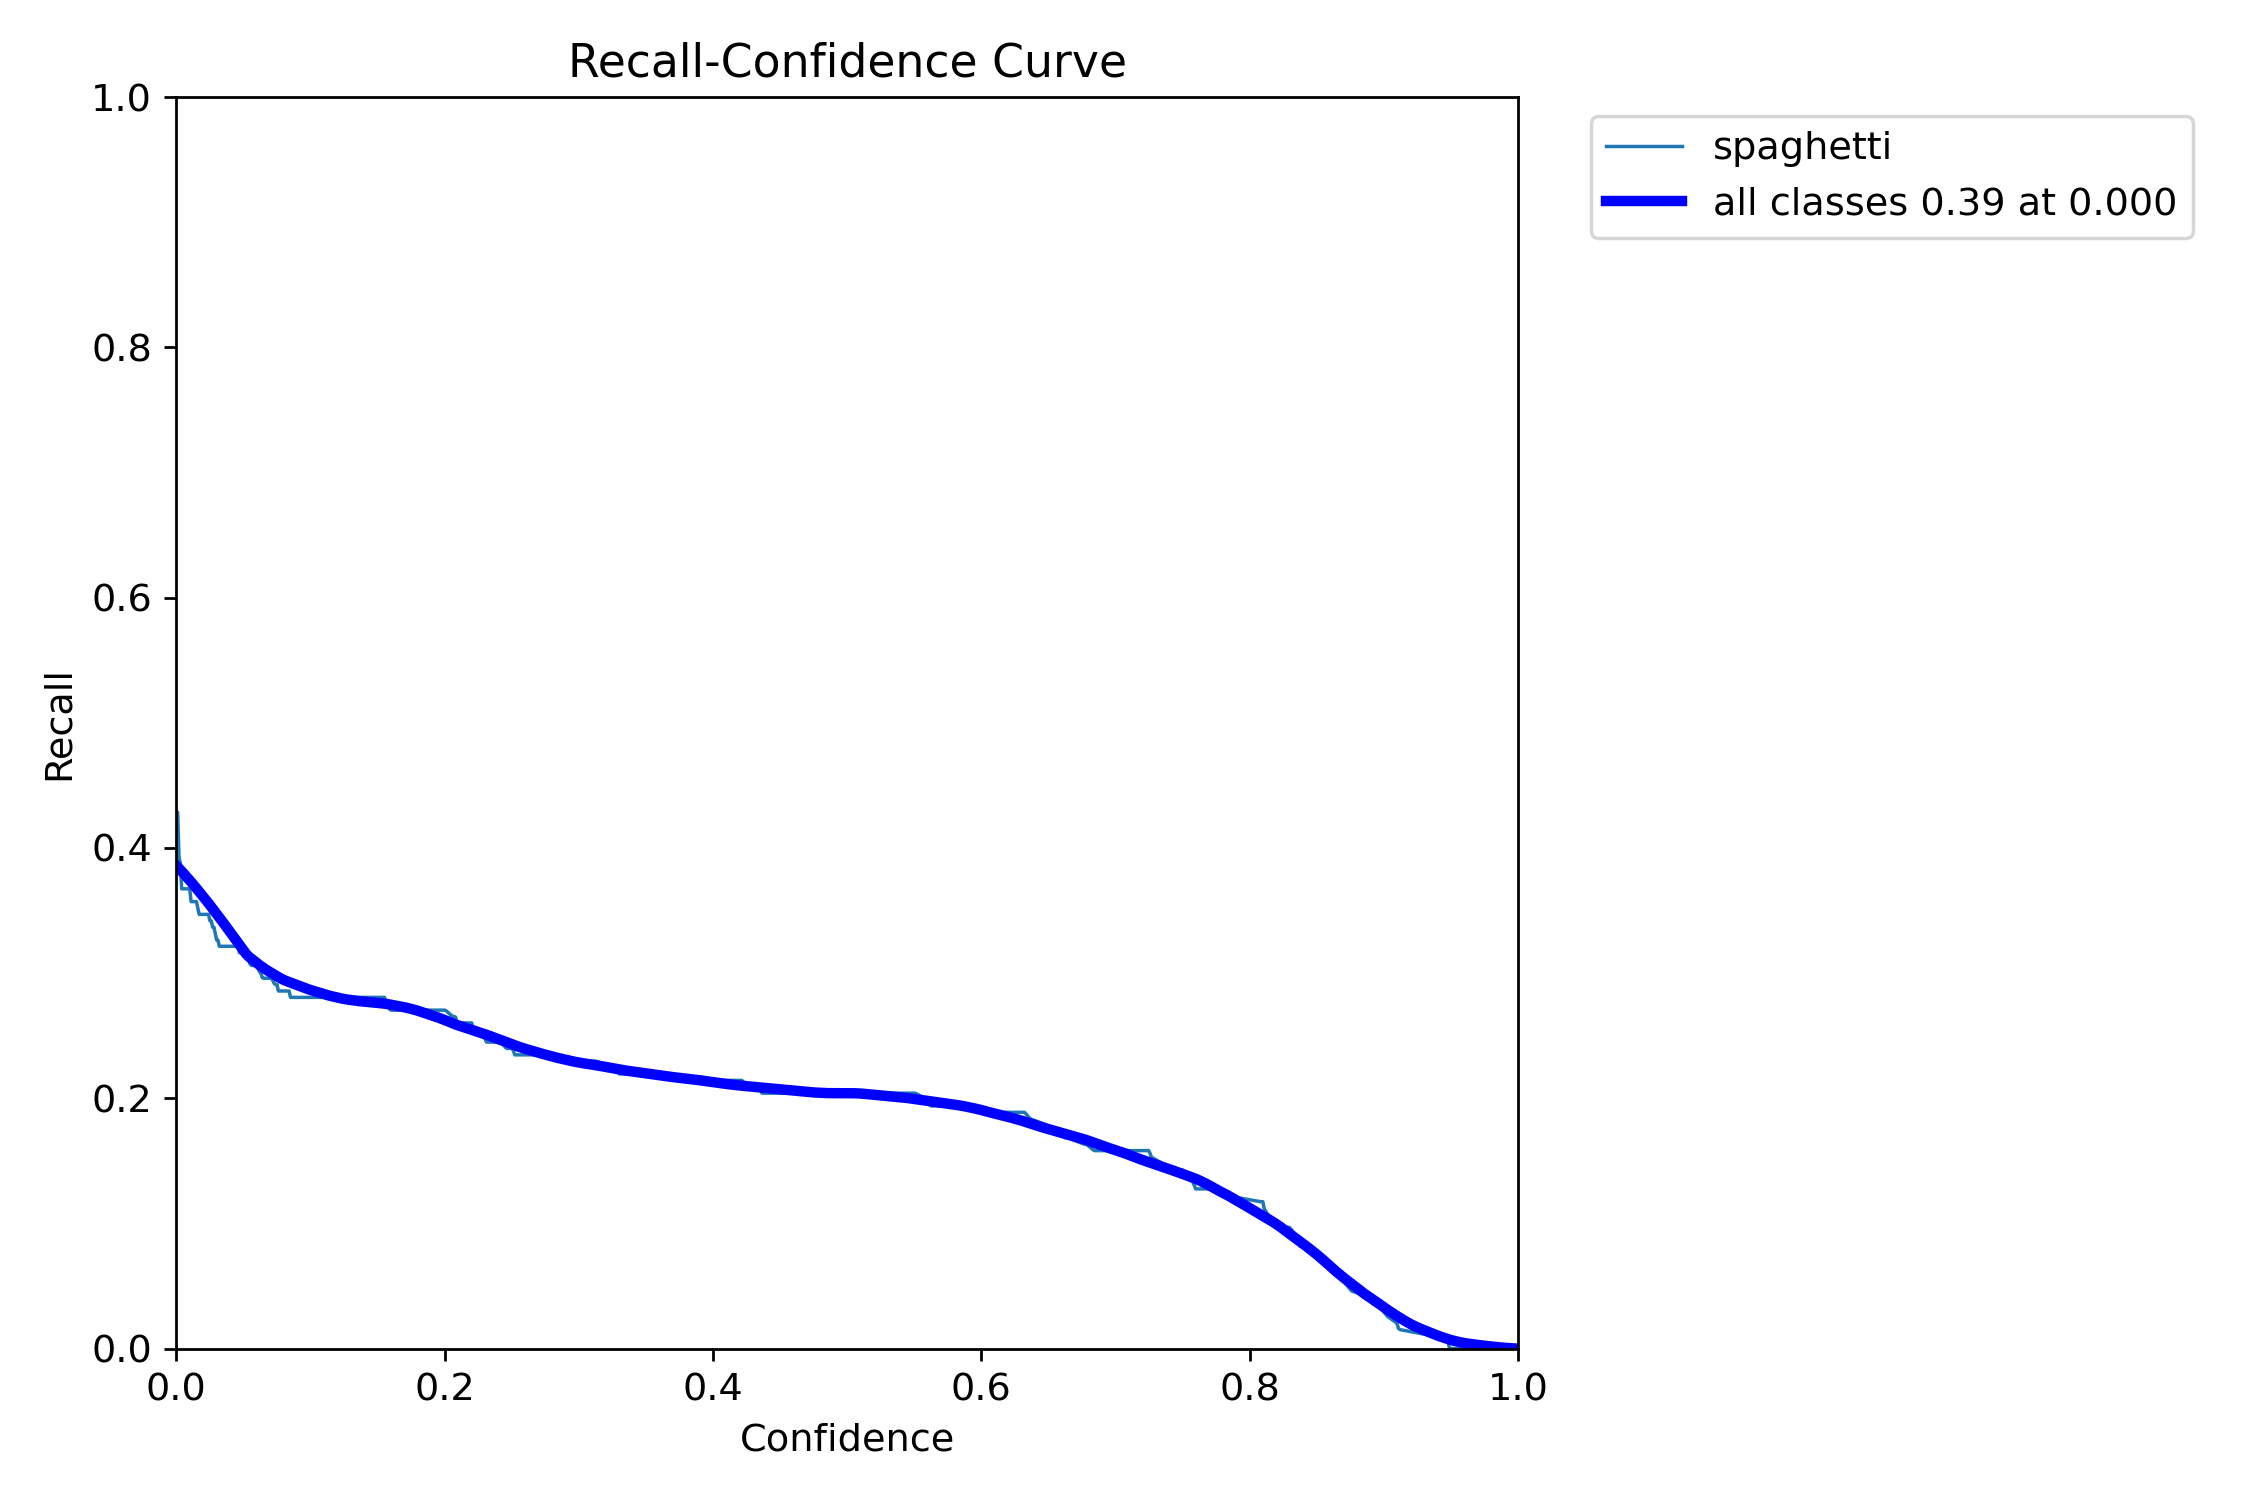 Recall-Confidence Curve
1.0
0.8
0.6
0.4
0.2
0.0
Recall
0.0 0.2 0.4 0.6 0.8 1.0
Confidence
spaghetti
all classes 0.39 at 0.000